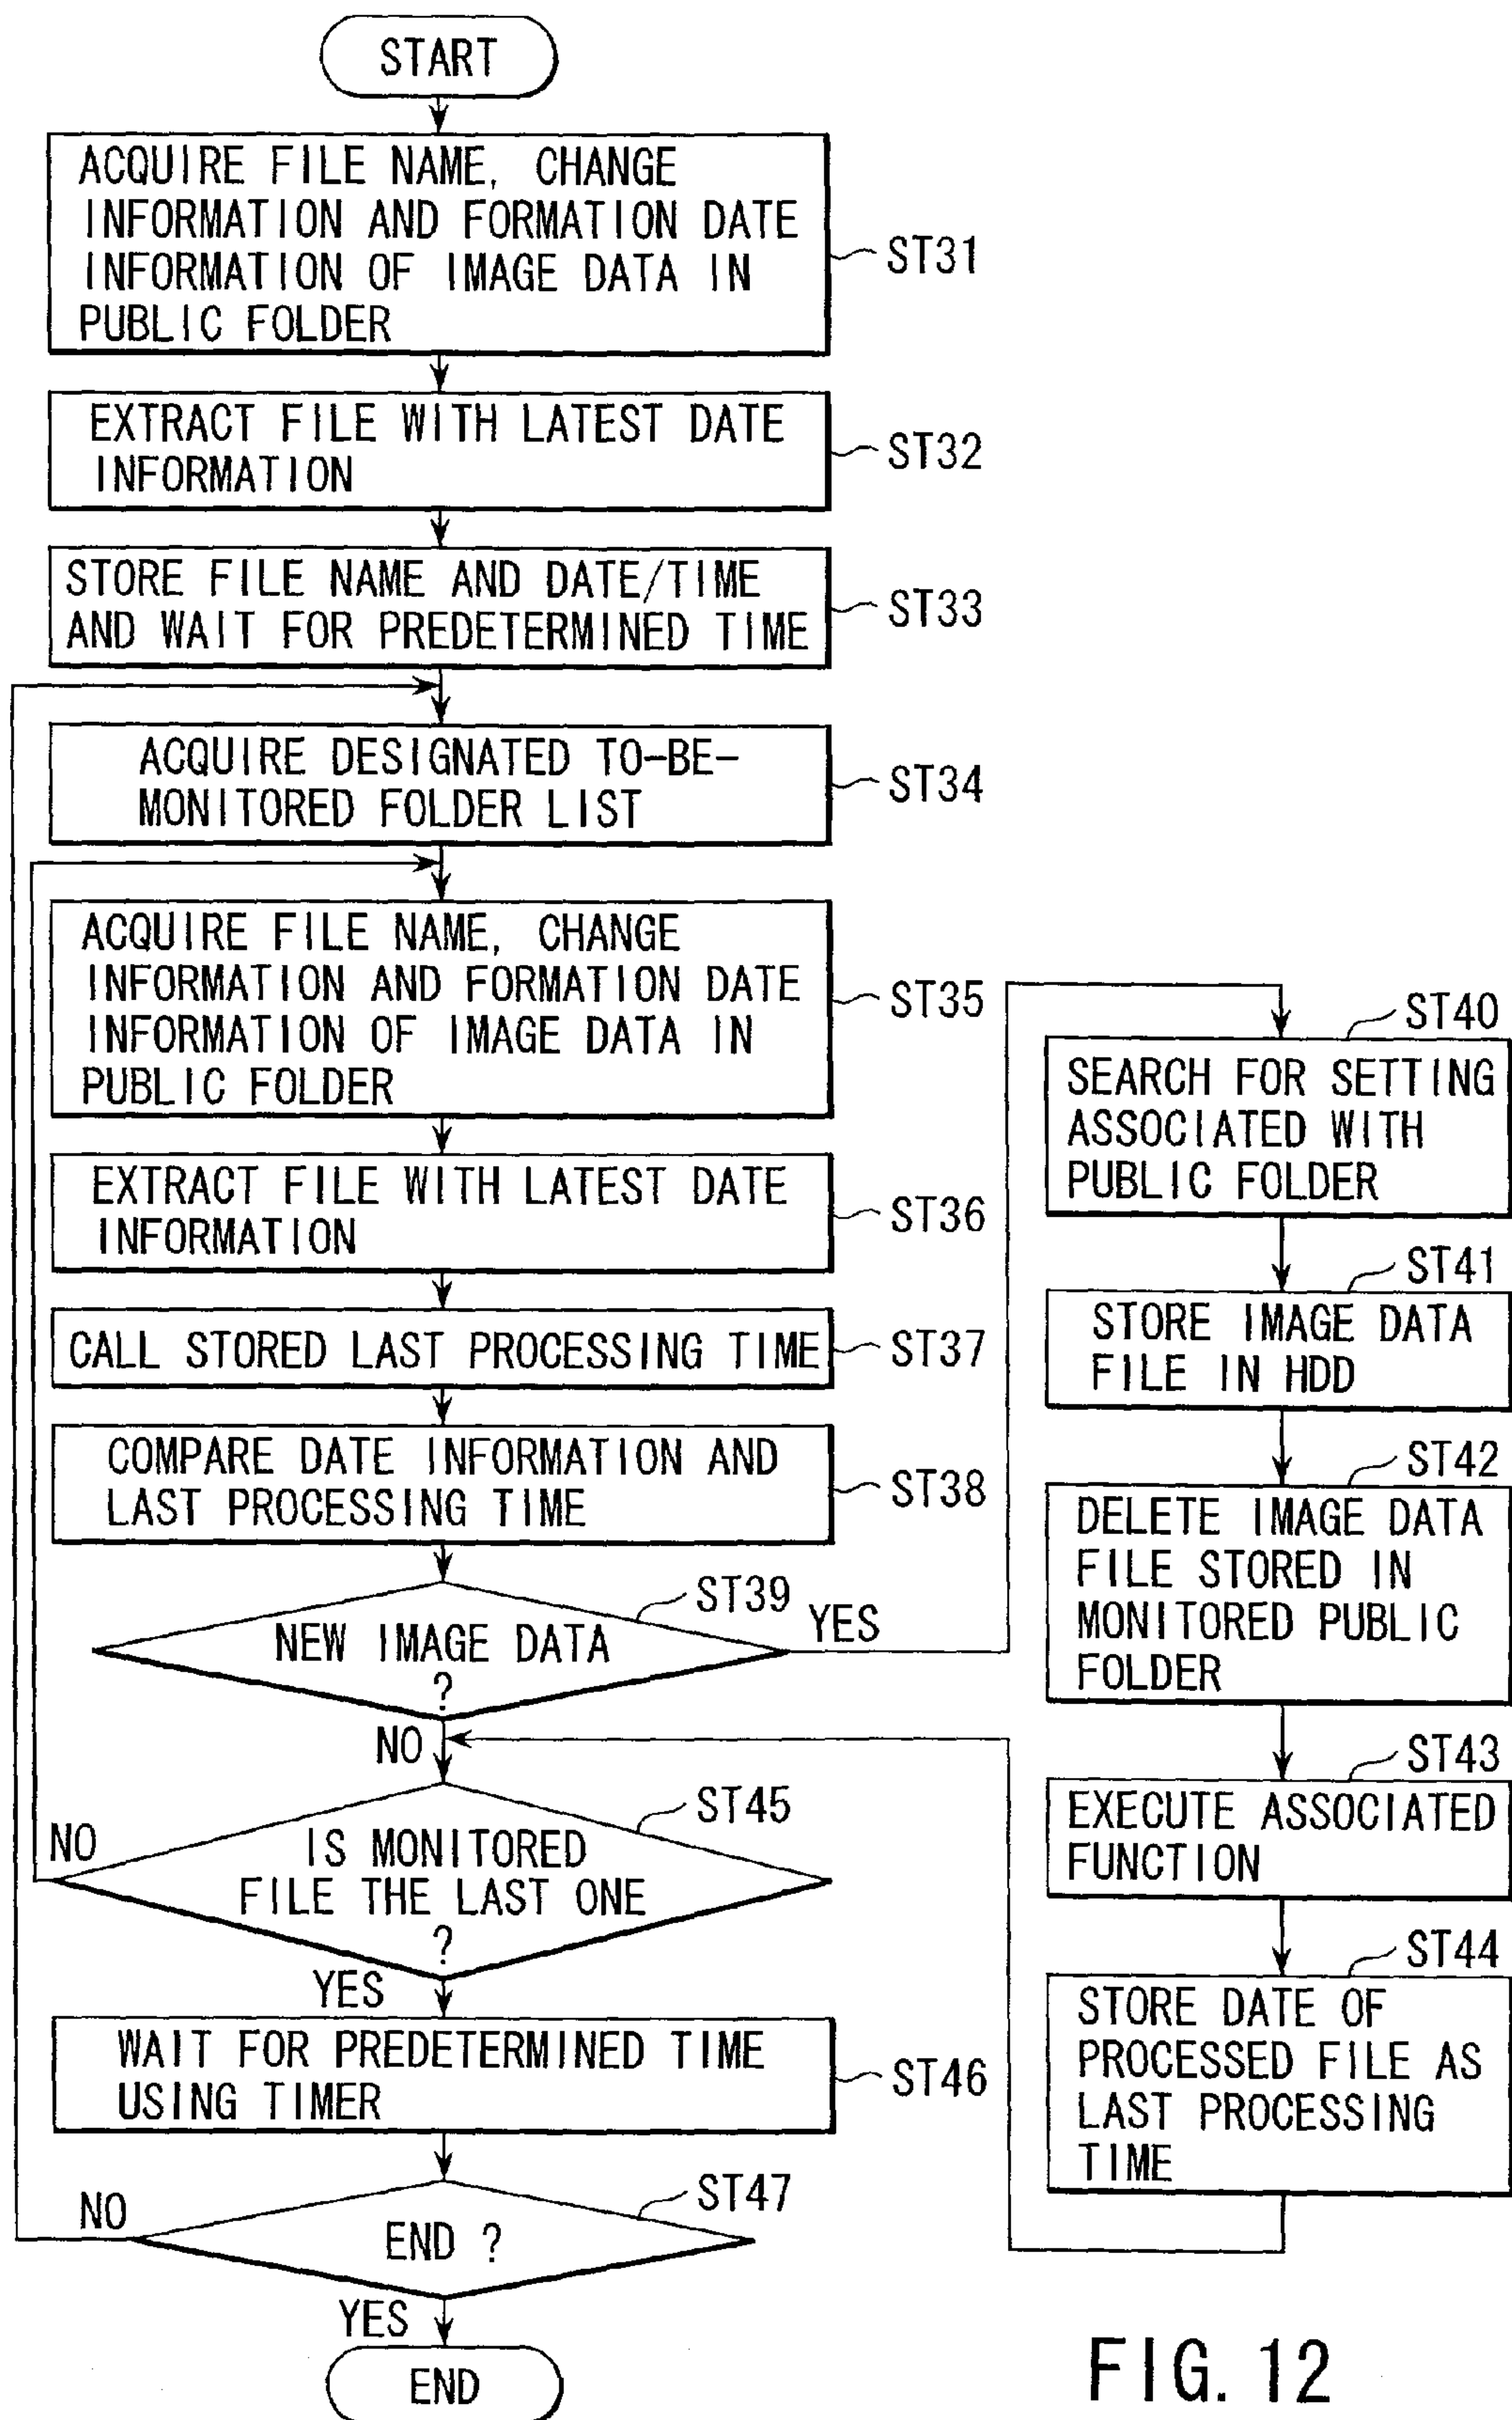 START
ACQUIRE FILE NAME, CHANGE
INFORMATION AND FORMATION DATE
INFORMATION OF IMAGE DATA IN
PUBLIC FOLDER
ST31
EXTRACT FILE WITH LATEST DATE
INFORMATION
ST32
STORE FILE NAME AND DATE/TIME
AND WAIT FOR PREDETERMINED TIME
ST33
ACQUIRE DESIGNATED TO-BE-
MONITORED FOLDER LIST
ST34
ACQUIRE FILE NAME, CHANGE
INFORMATION AND FORMATION DATE
INFORMATION OF IMAGE DATA IN
PUBLIC FOLDER
ST35
EXTRACT FILE WITH LATEST DATE
INFORMATION
ST36
CALL STORED LAST PROCESSING TIME
ST37
COMPARE DATE INFORMATION AND
LAST PROCESSING TIME
ST38
ST39
NEW IMAGE DATA
?
YES
NO
ST40
SEARCH FOR SETTING
ASSOCIATED WITH
PUBLIC FOLDER
ST41
STORE IMAGE DATA
FILE IN HDD
ST42
DELETE IMAGE DATA
FILE STORED IN
MONITORED PUBLIC
FOLDER
ST43
EXECUTE ASSOCIATED
FUNCTION
ST44
STORE DATE OF
PROCESSED FILE AS
LAST PROCESSING
TIME
ST45
NO
IS MONITORED
FILE THE LAST ONE
?
YES
WAIT FOR PREDETERMINED TIME
USING TIMER
ST46
ST47
NO
END ?
YES
END
FIG. 12